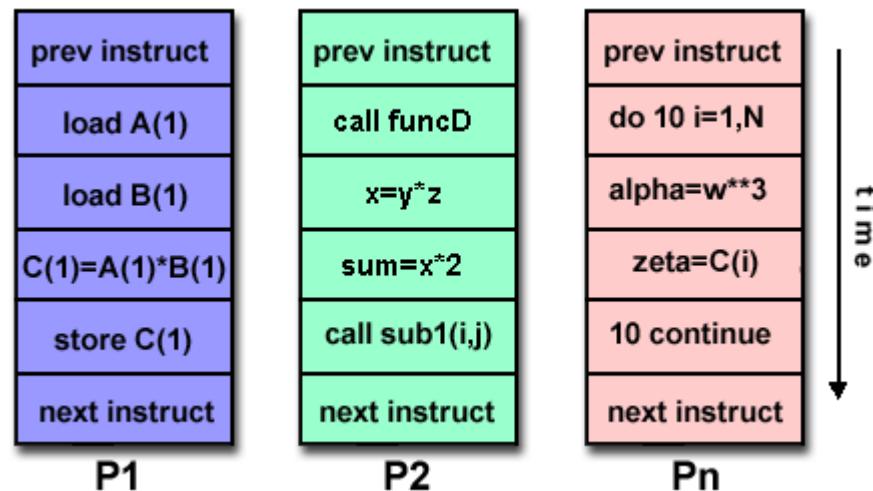 prev instruct
load A(1)
load B(1)
C(1)=A(1)*B(1)
store C(1)
next instruct
P1
prev instruct
call funcD
x=y*z
sum=x*2
call sub1(i,j)
next instruct
P2
prev instruct
do 10 i=1,N
alpha=w**3
zeta=C(i)
10 continue
next instruct
Pn
time